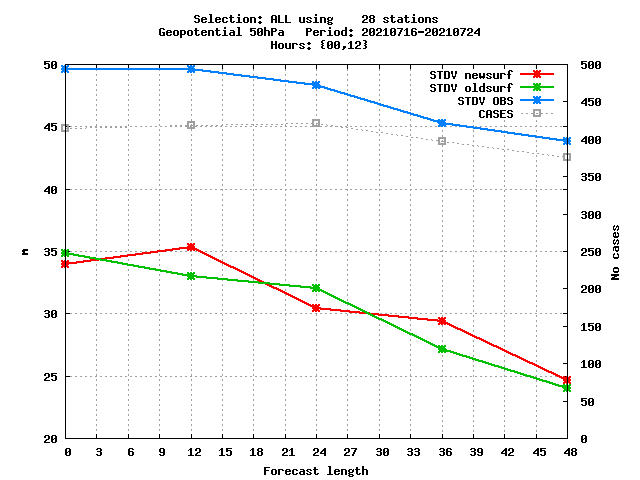 Selection: ALL using    28 stations
Geopotential 50hPa   Period: 20210716-20210724
Hours: {00,12}
50 500
STDV newsurf
STDV oldsurf
450
STDV OBS
CASES
45 400
350
40
300
35 250
m
No cases
200
30
150
100
25
50
20 0
0 3 6 9 12 15 18 21 24 27 30 33 36 39 42 45 48
Forecast length